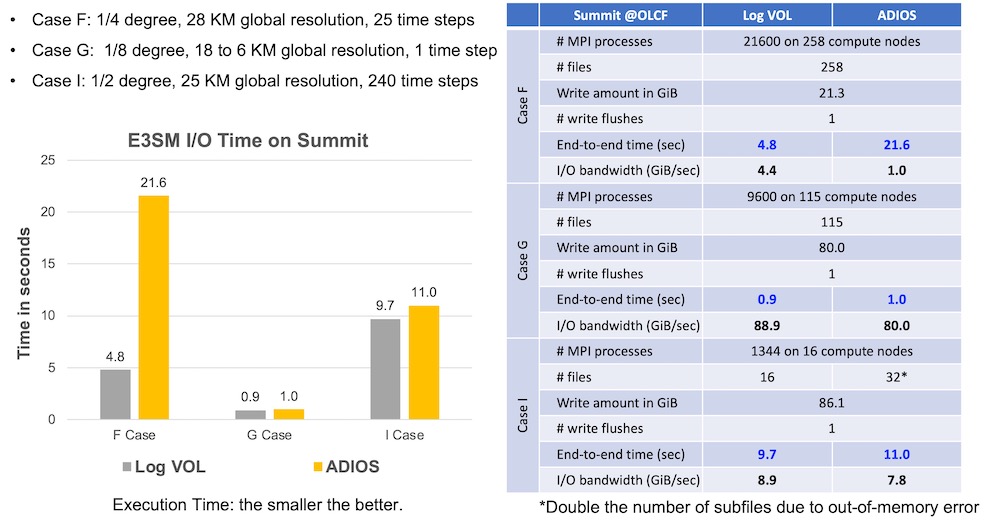 • Case F: 1/4 degree, 28 KM global resolution, 25 time steps
• Case G: 1/8 degree, 18 to 6 KM global resolution, 1 time step
• Case I: 1/2 degree, 25 KM global resolution, 240 time steps
E3SM I/O Time on Summit
Time in seconds
25
20
15
10
5
0
4.8
21.6
0.9
1.0
9.7
11.0
F Case
G Case
I Case
Log VOL
ADIOS
Execution Time: the smaller the better.
Summit @OLCF Log VOL ADIOS
Case F
# MPI processes 21600 on 258 compute nodes
# files 258
Write amount in GiB 21.3
# write flushes 1
End-to-end time (sec) 4.8 21.6
I/O bandwidth (GiB/sec) 4.4 1.0
Case G
# MPI processes 9600 on 115 compute nodes
# files 115
Write amount in GiB 80.0
# write flushes 1
End-to-end time (sec) 0.9 1.0
I/O bandwidth (GiB/sec) 88.9 80.0
Case I
# MPI processes 1344 on 16 compute nodes
# files 16 32*
Write amount in GiB 86.1
# write flushes 1
End-to-end time (sec) 9.7 11.0
I/O bandwidth (GiB/sec) 8.9 7.8
*Double the number of subfiles due to out-of-memory error